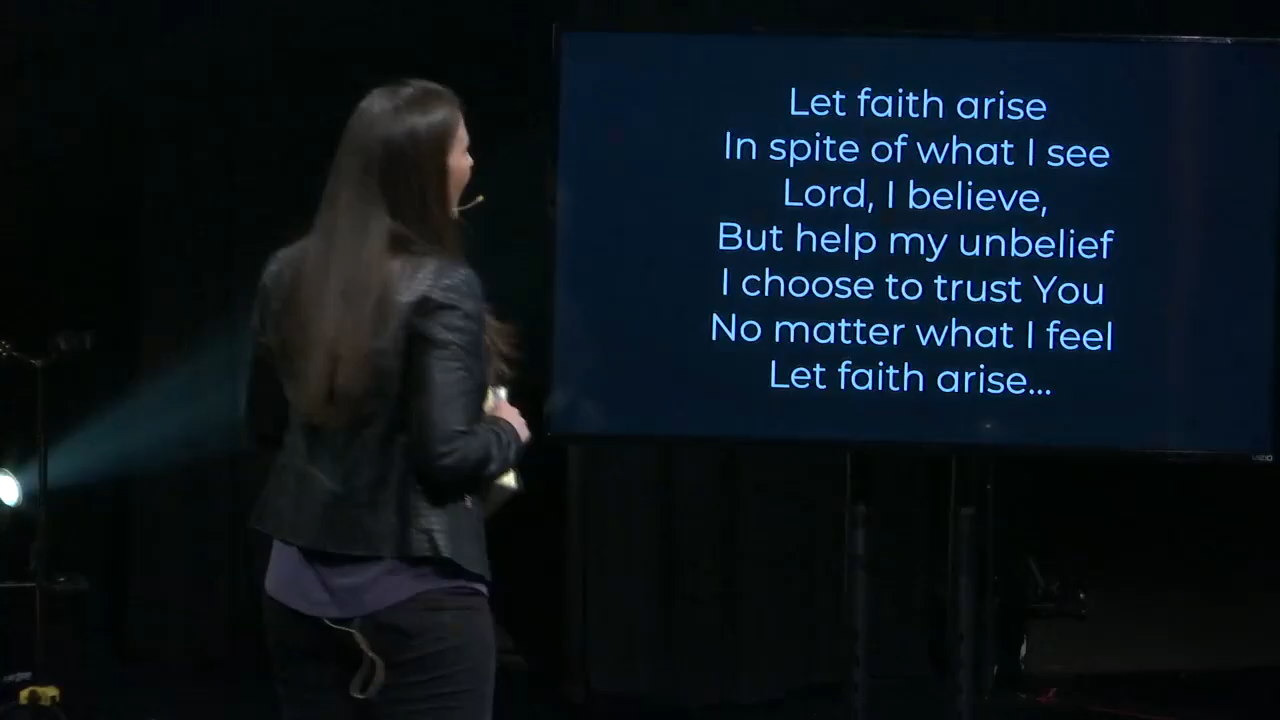 Let faith arise
In spite of what I see
Lord, I believe,
But help my unbelief
I choose to trust You
No matter what I feel
Let faith arise...
VIZIO